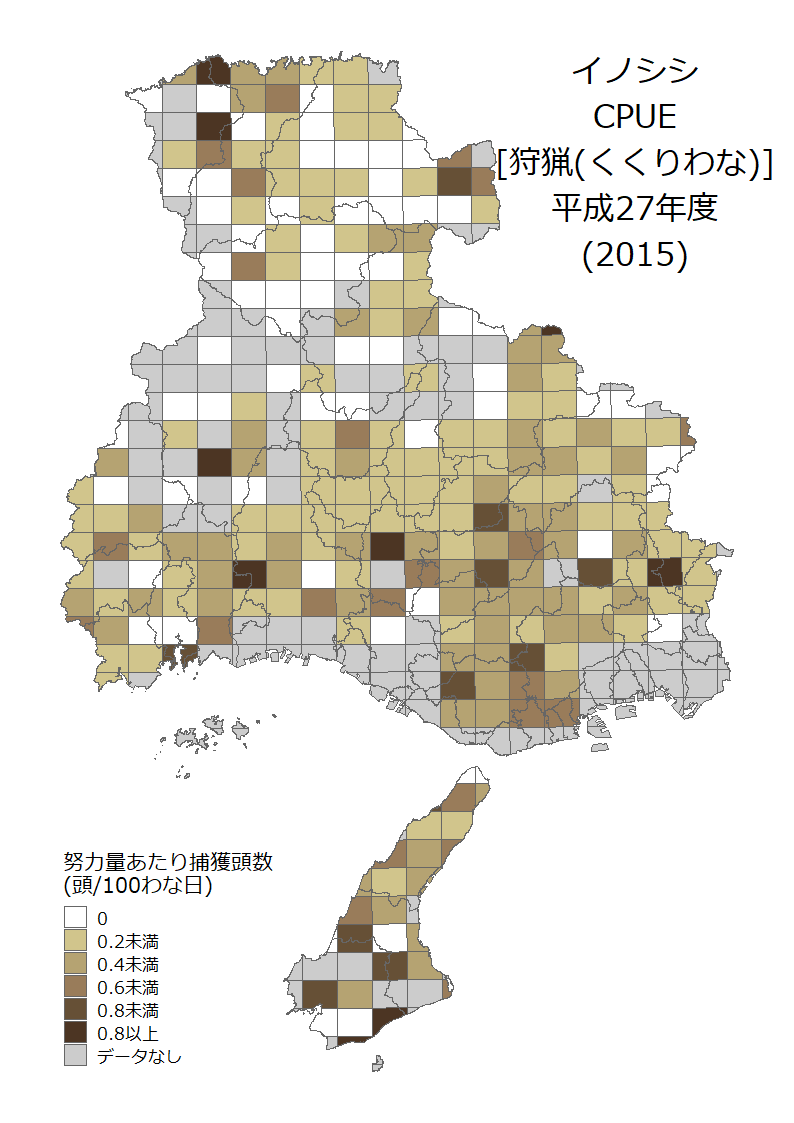 イノシシ
CPUE
[狩猟(くくりわな)]
平成27年度
(2015)
努力量あたり捕獲頭数
(頭/100わな日)
0
0.2未満
0.4未満
0.6未満
0.8未満
0.8以上
データなし